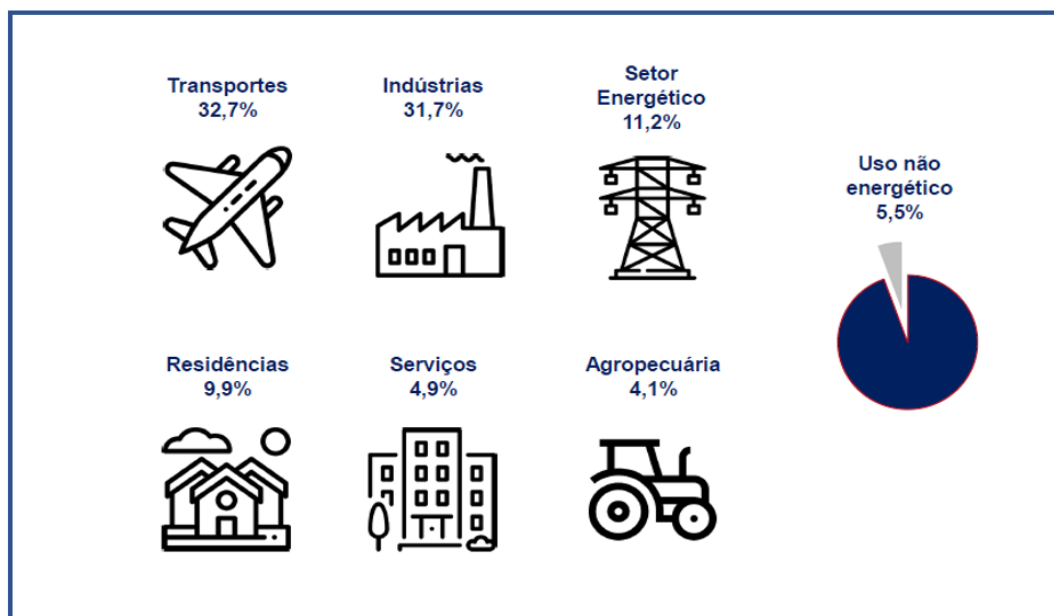 Transportes
32,7%
Indústrias
31,7%
Setor
Energético
11,2%
Uso não
energético
5,5%
Residências
9,9%
Serviços
4,9%
Agropecuária
4,1%